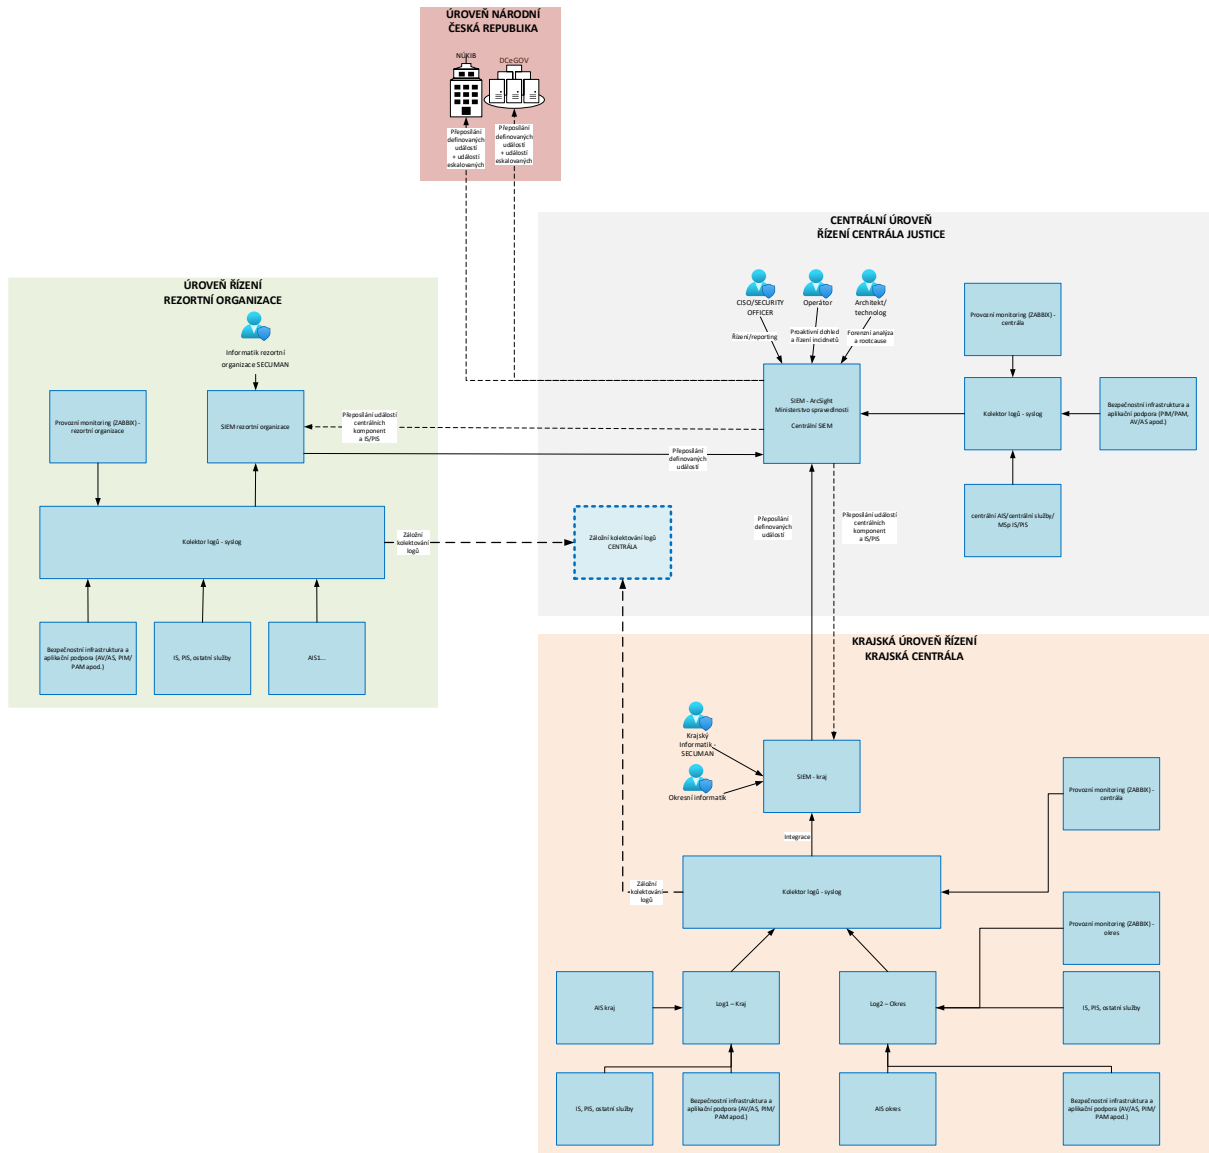 ÚROVEŇ NÁRODNÍ
ČESKÁ REPUBLIKA
NÚKIB
DCeGOV
Přeposílání
definovaných
událostí
+ událostí
eskalovaných
Přeposílání
definovaných
událostí
+ událostí
eskalovaných
CENTRÁLNÍ ÚROVEŇ
ŘÍZENÍ CENTRÁLA JUSTICE
CISO/SECURITY
OFFICER
Operátor
Architekt/
technolog
Řízení/reporting
Proaktivní dohled
a řízení incidnetů
Forenzní analýza
a rootcause
Provozní monitoring (ZABBIX) -
centrála
SIEM - ArcSight
Ministerstvo spravedlnosti
Centrální SIEM
Kolektor logů - syslog
Bezpečnostní infrastruktura a
aplikační podpora (PIM/PAM,
AV/AS apod.)
centrální AIS/centrální služby/
MSp IS/PIS
Přeposílání
definovaných
událostí
Přeposílání událostí
centrálních
komponent
a IS/PIS
Záložní kolektování logů
CENTRÁLA
ÚROVEŇ ŘÍZENÍ
REZORTNÍ ORGANIZACE
Informatik rezortní
organizace SECUMAN
Provozní monitoring (ZABBIX) -
rezortní organizace
SIEM rezortní organizace
Přeposílání událostí
centrálních
komponent
a IS/PIS
Přeposílání
definovaných
událostí
Kolektor logů - syslog
Záložní
kolektování
logů
Bezpečnostní infrastruktura a
aplikační podpora (AV/AS, PIM/
PAM apod.)
IS, PIS, ostatní služby
AIS1...
KRAJSKÁ ÚROVEŇ ŘÍZENÍ
KRAJSKÁ CENTRÁLA
Krajský
Informatik -
SECUMAN
Okresní informatik
SIEM - kraj
Provozní monitoring (ZABBIX) -
centrála
Integrace
Kolektor logů - syslog
Záložní
kolektování
logů
Provozní monitoring (ZABBIX) -
okres
AIS kraj
Log1 – Kraj
Log2 – Okres
IS, PIS, ostatní služby
IS, PIS, ostatní služby
Bezpečnostní infrastruktura a
aplikační podpora (AV/AS, PIM/
PAM apod.)
AIS okres
Bezpečnostní infrastruktura a
aplikační podpora (AV/AS, PIM/
PAM apod.)